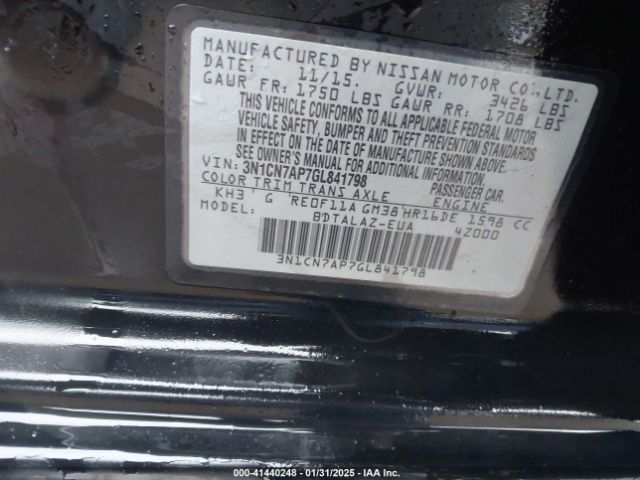 MANUFACTURED BY NISSAN MOTOR CO.,LTD.
DATE: 11/15. GVWR: 3426 LBS
GAWR FR: 1750 LBS GAWR RR: 1708 LBS
THIS VEHICLE CONFORMS TO ALL APPLICABLE FEDERAL MOTOR
VEHICLE SAFETY, BUMPER AND THEFT PREVENTION STANDARDS
IN EFFECT ON THE DATE OF MANUFACTURE SHOWN ABOVE.
SEE OWNER'S MANUAL FOR ADDITIONAL INFORMATION.
VIN: 3N1CN7AP7GL841798 PASSENGER CAR
COLOR TRIM TRANS AXLE ENGINE
KH3 G RE0F11A GM38 HR16DE 1598 CC
MODEL: BDTALAZ-EUA 42000
3N1CN7AP7GL841798
000-41440248 - 01/31/2025 - IAA Inc.